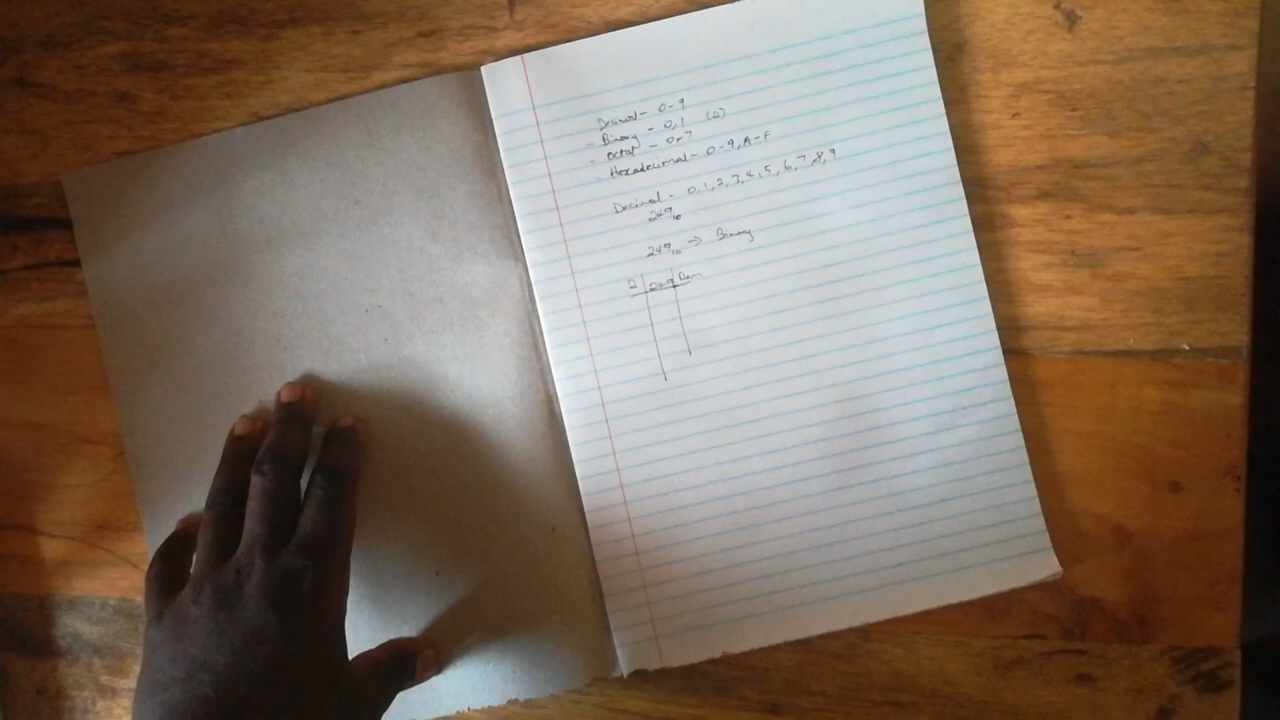 Decimal - 0-9
- Binary - 0,1 (2)
- Octal - 0-7
- Hexadecimal - 0-9, A-F
Decimal - 0,1,2,3,4,5,6,7,8,9
249₁₀
249₁₀ → Binary
2 | 249 | Rem